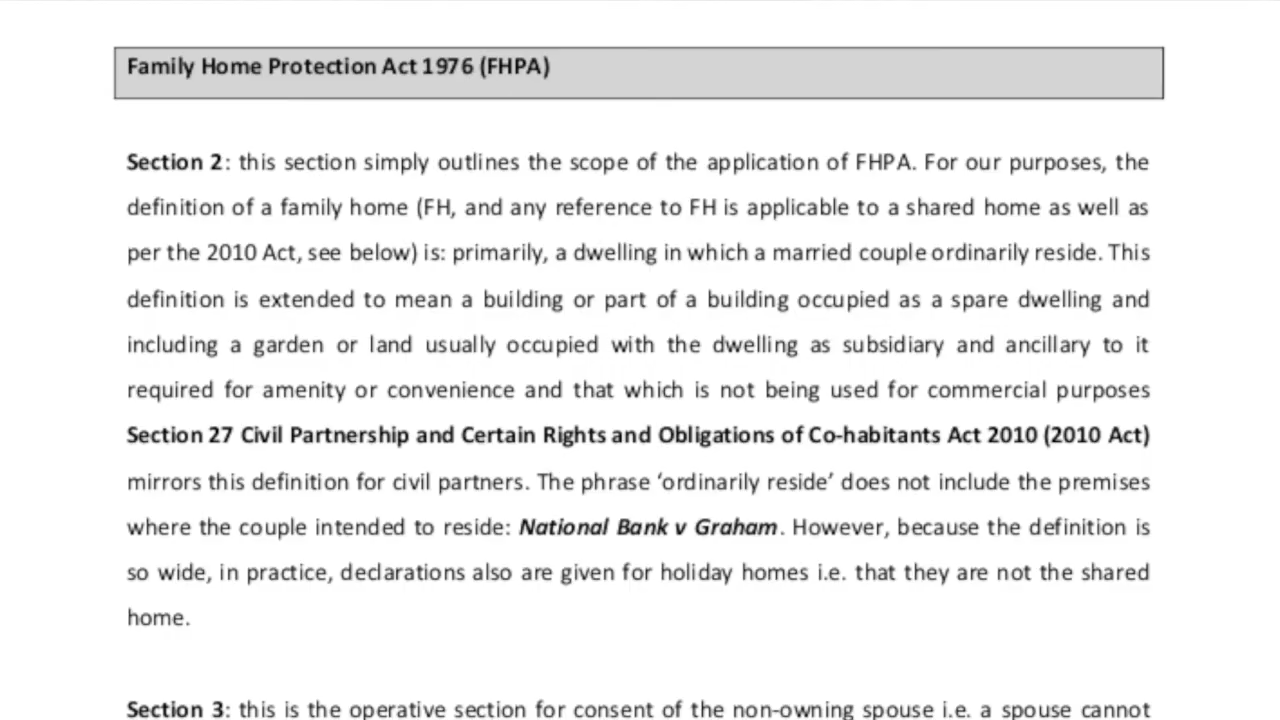 Family Home Protection Act 1976 (FHPA)
Section 2: this section simply outlines the scope of the application of FHPA. For our purposes, the
definition of a family home (FH, and any reference to FH is applicable to a shared home as well as
per the 2010 Act, see below) is: primarily, a dwelling in which a married couple ordinarily reside. This
definition is extended to mean a building or part of a building occupied as a spare dwelling and
including a garden or land usually occupied with the dwelling as subsidiary and ancillary to it
required for amenity or convenience and that which is not being used for commercial purposes
Section 27 Civil Partnership and Certain Rights and Obligations of Co-habitants Act 2010 (2010 Act)
mirrors this definition for civil partners. The phrase ‘ordinarily reside’ does not include the premises
where the couple intended to reside: National Bank v Graham. However, because the definition is
so wide, in practice, declarations also are given for holiday homes i.e. that they are not the shared
home.
Section 3: this is the operative section for consent of the non-owning spouse i.e. a spouse cannot